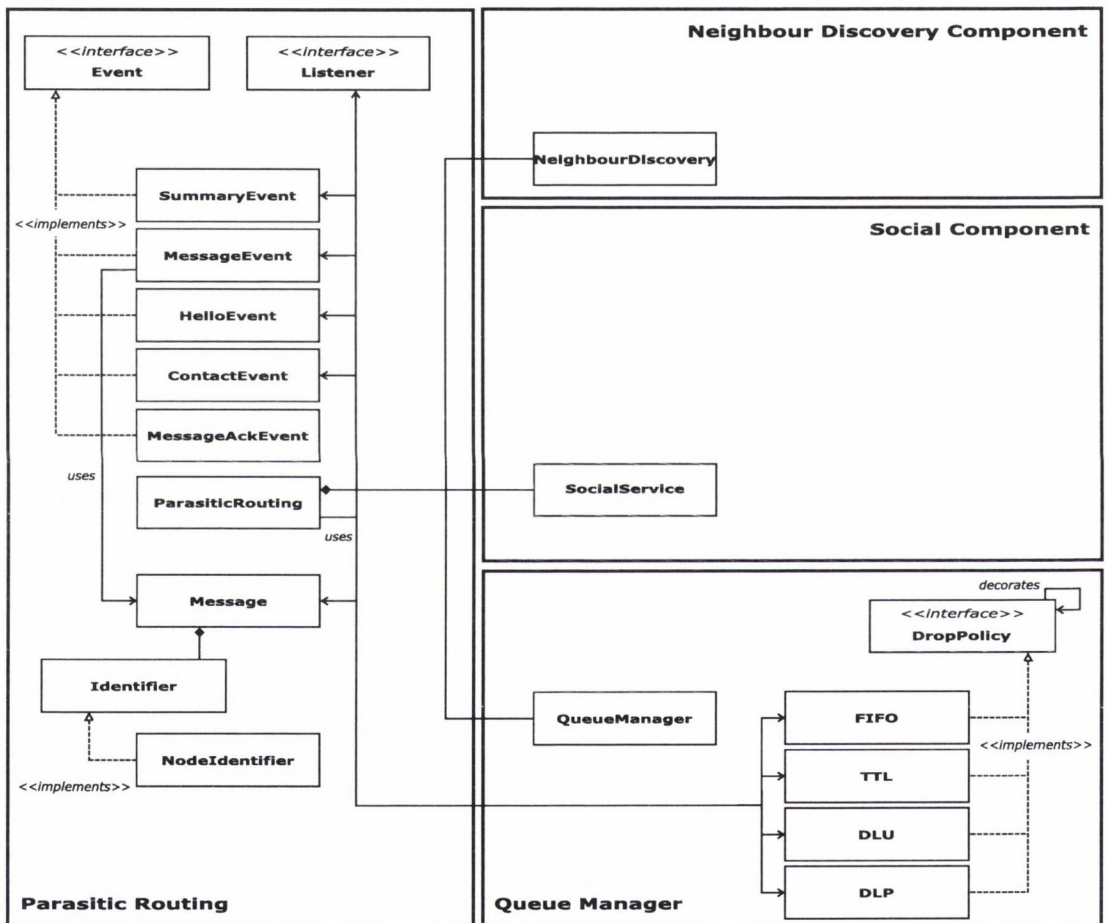 <<interface>>
Event
<<interface>>
Listener
SummaryEvent
<<implements>>
MessageEvent
HelloEvent
ContactEvent
MessageAckEvent
uses
ParasiticRouting
uses
Message
Identifier
NodeIdentifier
<<implements>>
Parasitic Routing
Neighbour Discovery Component
NeighbourDiscovery
Social Component
SocialService
decorates
<<interface>>
DropPolicy
QueueManager
FIFO
<<implements>>
TTL
DLU
DLP
Queue Manager